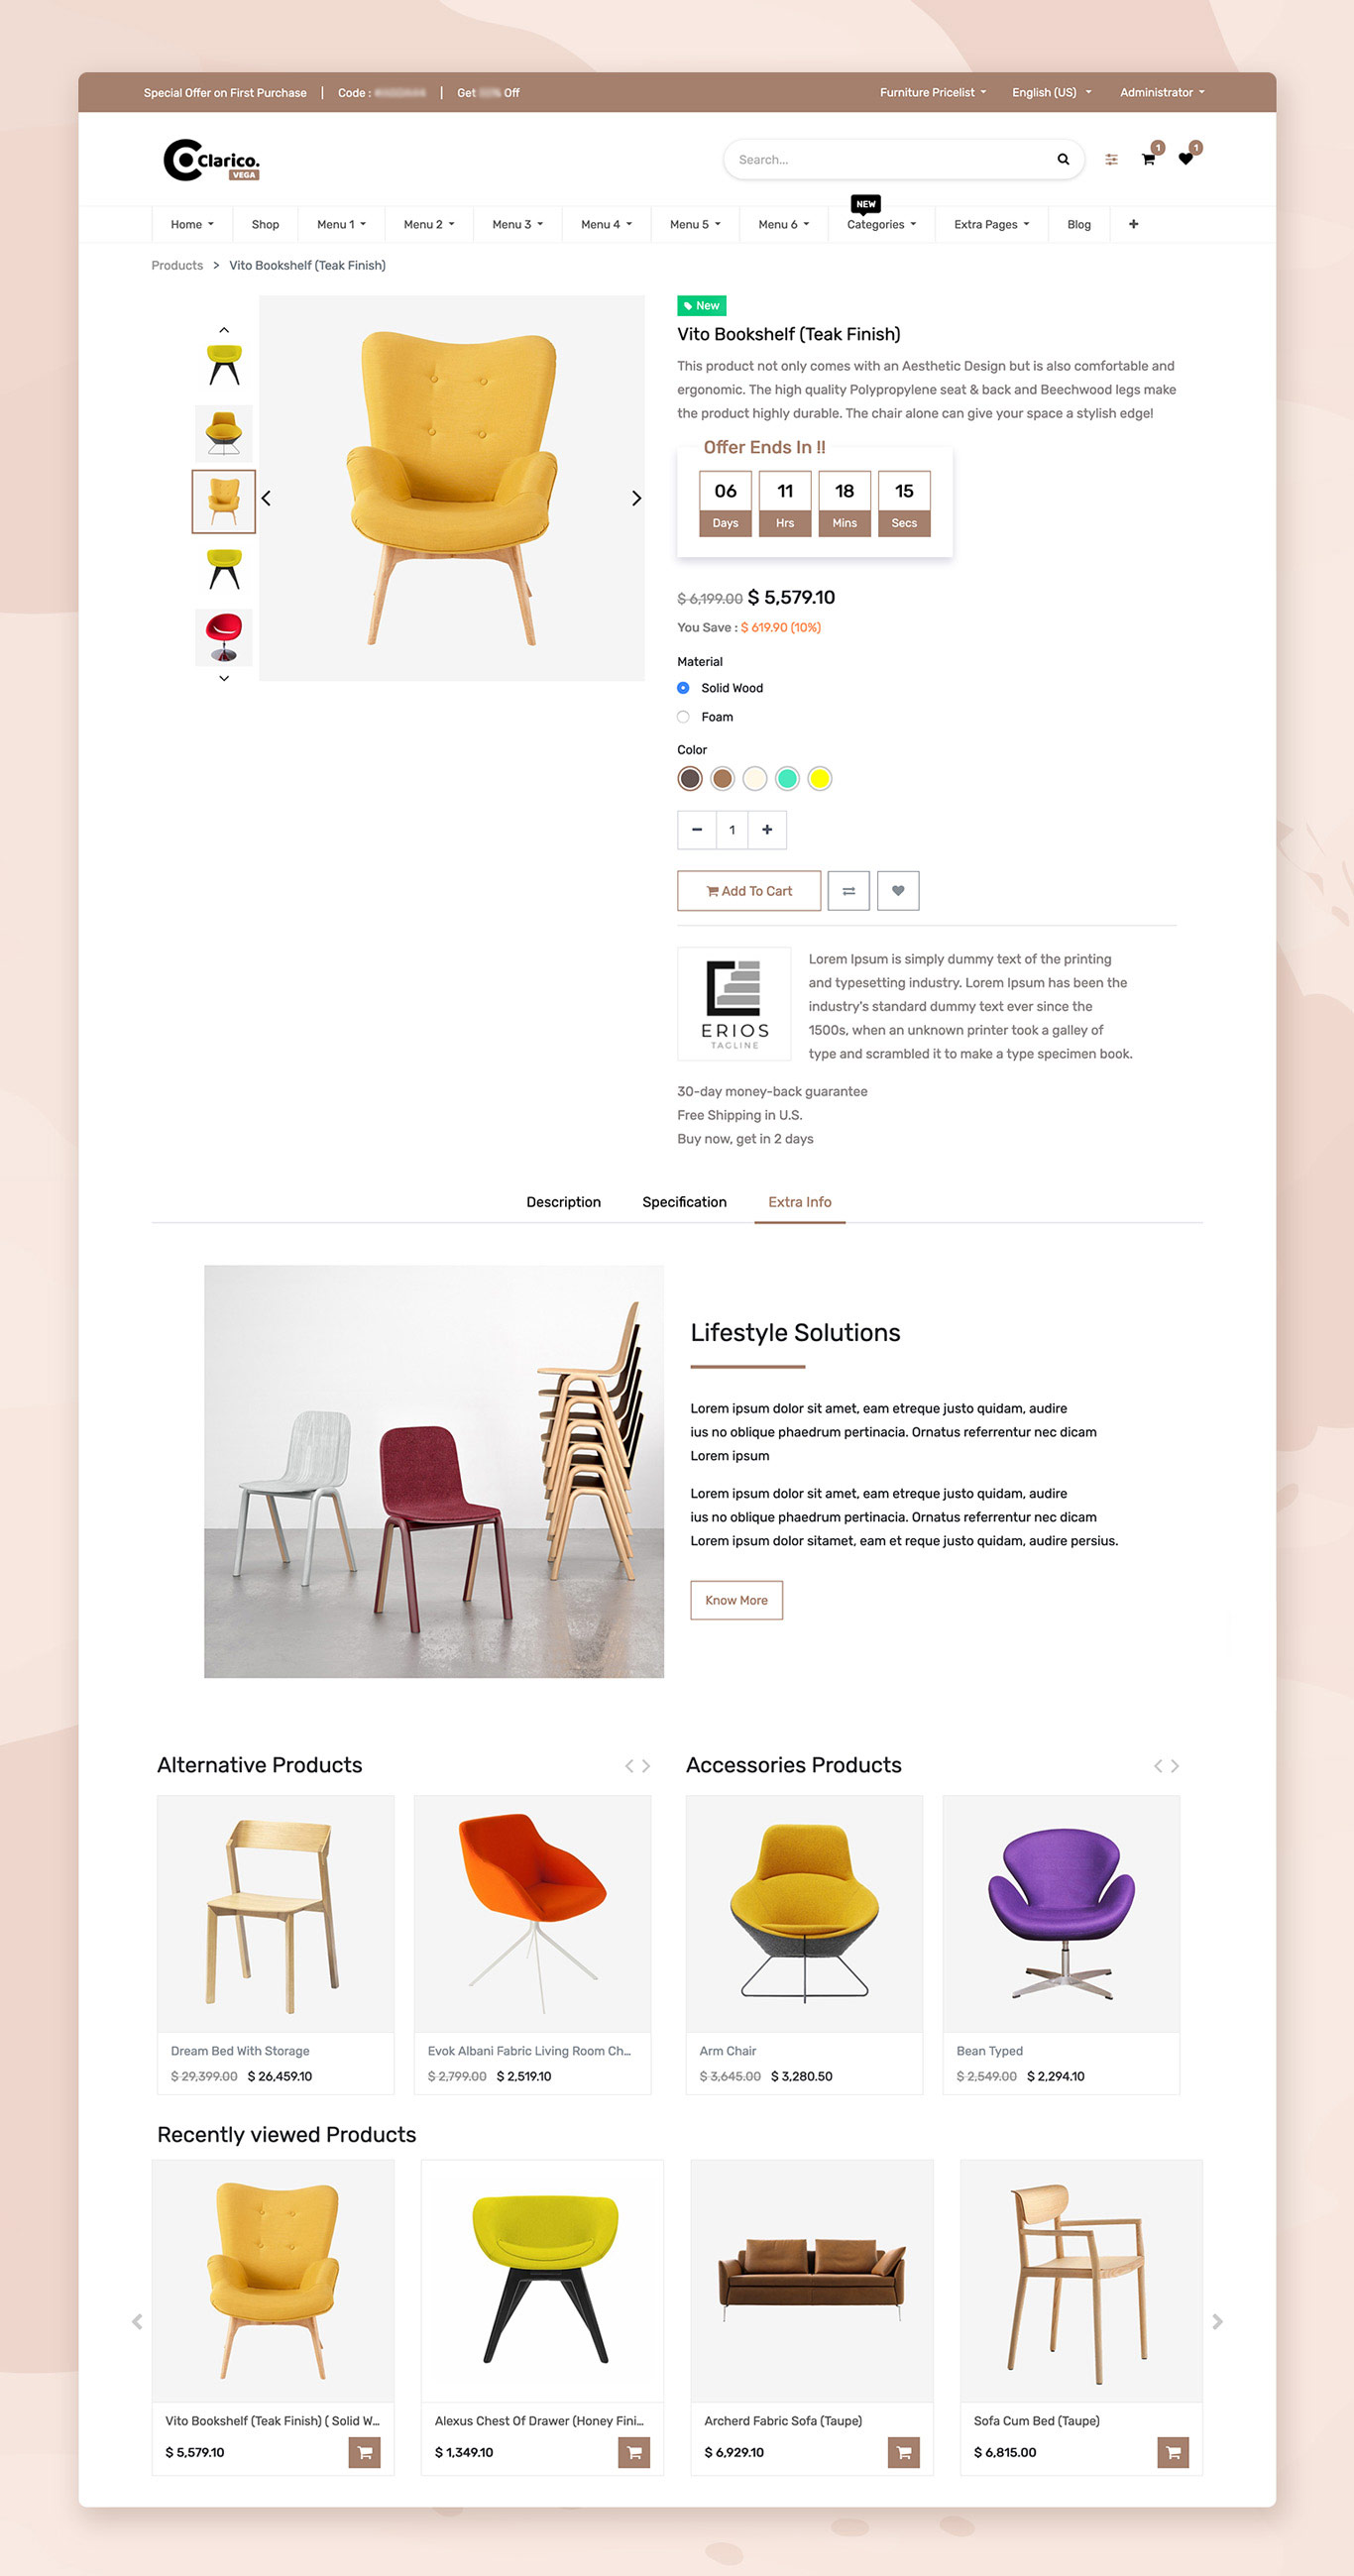 Special Offer on First Purchase | Code : | Get Off
Furniture Pricelist English (US) Administrator
Clarico.
VEGA
Search...
1 1
NEW
Home Shop Menu 1 Menu 2 Menu 3 Menu 4 Menu 5 Menu 6 Categories Extra Pages Blog +
Products > Vito Bookshelf (Teak Finish)
New
Vito Bookshelf (Teak Finish)
This product not only comes with an Aesthetic Design but is also comfortable and
ergonomic. The high quality Polypropylene seat & back and Beechwood legs make
the product highly durable. The chair alone can give your space a stylish edge!
Offer Ends In !!
06 11 18 15
Days Hrs Mins Secs
$ 6,199.00 $ 5,579.10
You Save : $ 619.90 (10%)
Material
Solid Wood
Foam
Color
− 1 +
Add To Cart
ERIOS
TAGLINE
Lorem Ipsum is simply dummy text of the printing
and typesetting industry. Lorem Ipsum has been the
industry's standard dummy text ever since the
1500s, when an unknown printer took a galley of
type and scrambled it to make a type specimen book.
30-day money-back guarantee
Free Shipping in U.S.
Buy now, get in 2 days
Description Specification Extra Info
Lifestyle Solutions
Lorem ipsum dolor sit amet, eam etreque justo quidam, audire
ius no oblique phaedrum pertinacia. Ornatus referrentur nec dicam
Lorem ipsum
Lorem ipsum dolor sit amet, eam etreque justo quidam, audire
ius no oblique phaedrum pertinacia. Ornatus referrentur nec dicam
Lorem ipsum dolor sitamet, eam et reque justo quidam, audire persius.
Know More
Alternative Products
Accessories Products
Dream Bed With Storage
$ 29,399.00 $ 26,459.10
Evok Albani Fabric Living Room Ch...
$ 2,799.00 $ 2,519.10
Arm Chair
$ 3,645.00 $ 3,280.50
Bean Typed
$ 2,549.00 $ 2,294.10
Recently viewed Products
Vito Bookshelf (Teak Finish) ( Solid W...
$ 5,579.10
Alexus Chest Of Drawer (Honey Fini...
$ 1,349.10
Archerd Fabric Sofa (Taupe)
$ 6,929.10
Sofa Cum Bed (Taupe)
$ 6,815.00